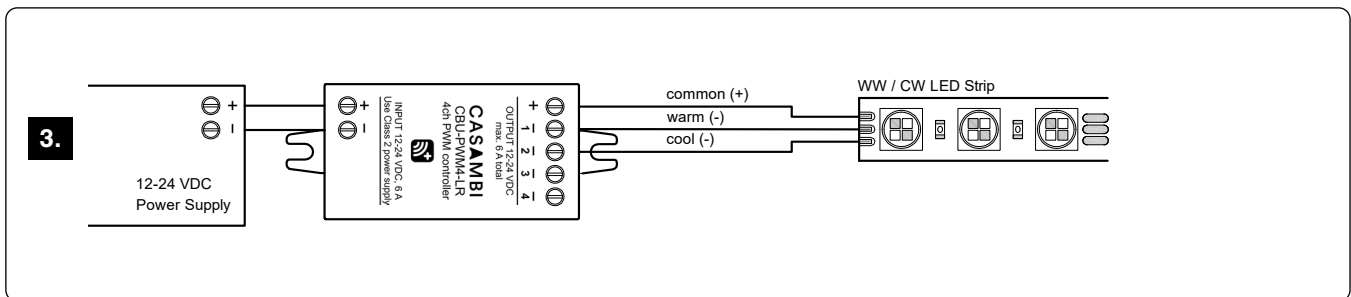 3.
+
−
12-24 VDC
Power Supply
+
−
INPUT 12-24 VDC, 6 A
Use Class 2 power supply
CASAMBI
CBU-PWM4-LR
4ch PWM controller
OUTPUT 12-24 VDC
max. 6 A total
+
1 −
2 −
3 −
4 −
common (+)
warm (-)
cool (-)
WW / CW LED Strip